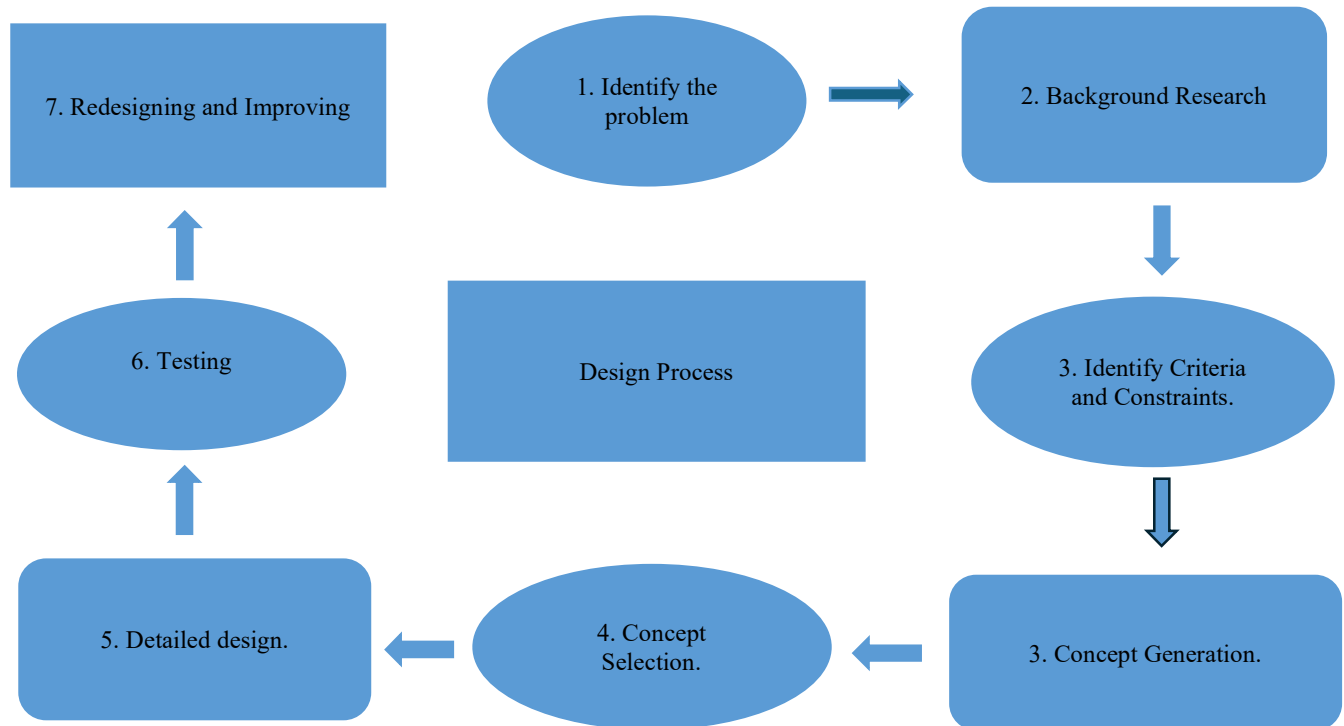 7. Redesigning and Improving
1. Identify the
problem
2. Background Research
6. Testing
Design Process
3. Identify Criteria
and Constraints.
5. Detailed design.
4. Concept
Selection.
3. Concept Generation.